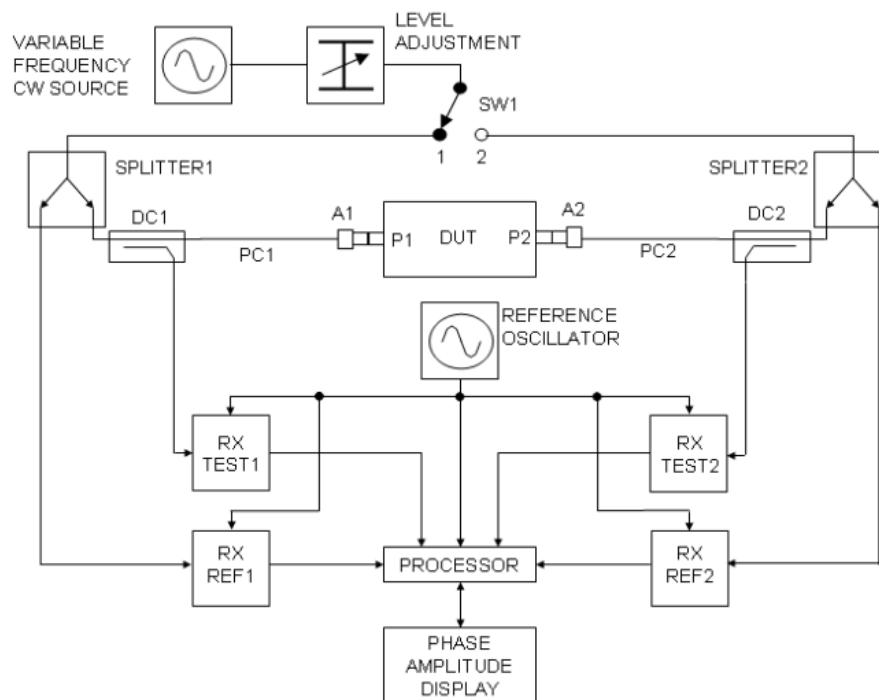 VARIABLE
FREQUENCY
CW SOURCE
LEVEL
ADJUSTMENT
SW1
1
2
SPLITTER1
SPLITTER2
DC1
PC1
A1
P1
DUT
P2
A2
PC2
DC2
REFERENCE
OSCILLATOR
RX
TEST1
RX
TEST2
RX
REF1
PROCESSOR
RX
REF2
PHASE
AMPLITUDE
DISPLAY